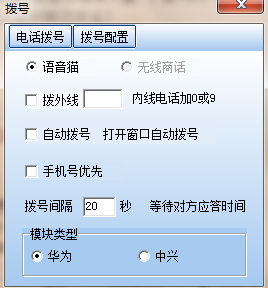 拨号
电话拨号 拨号配置
语音猫 无线商话
拨外线 内线电话加0或9
自动拨号 打开窗口自动拨号
手机号优先
拨号间隔 20 秒 等待对方应答时间
模块类型
华为 中兴